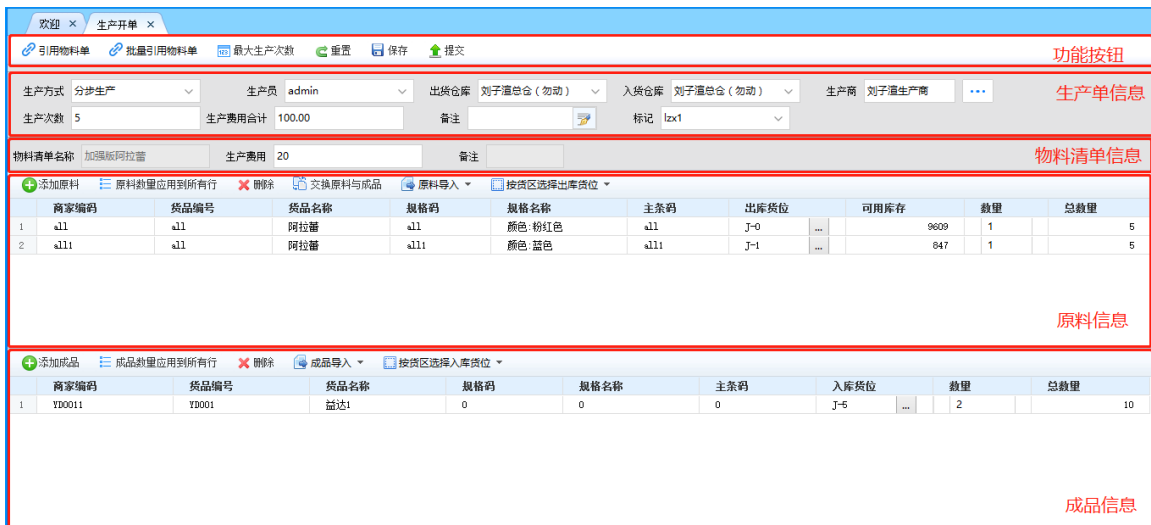 欢迎 × 生产开单 ×
引用物料单 批量引用物料单 最大生产次数 重置 保存 提交
功能按钮
生产方式 分步生产 生产员 admin 出货仓库 刘子渲总仓（勿动） 入货仓库 刘子渲总仓（勿动） 生产商 刘子渲生产商 ...
生产单信息
生产次数 5 生产费用合计 100.00 备注 标记 lzx1
物料清单名称 加强版阿拉蕾 生产费用 20 备注
物料清单信息
添加原料 原料数量应用到所有行 删除 交换原料与成品 原料导入 按货区选择出库货位
商家编码 货品编号 货品名称 规格码 规格名称 主条码 出库货位 可用库存 数量 总数量
1 all all 阿拉蕾 all 颜色:粉红色 all J-0 ... 9609 1 5
2 all1 all 阿拉蕾 all1 颜色:蓝色 all1 J-1 ... 847 1 5
原料信息
添加成品 成品数量应用到所有行 删除 成品导入 按货区选择入库货位
商家编码 货品编号 货品名称 规格码 规格名称 主条码 入库货位 数量 总数量
1 YD0011 YD001 益达1 0 0 0 J-5 ... 2 10
成品信息